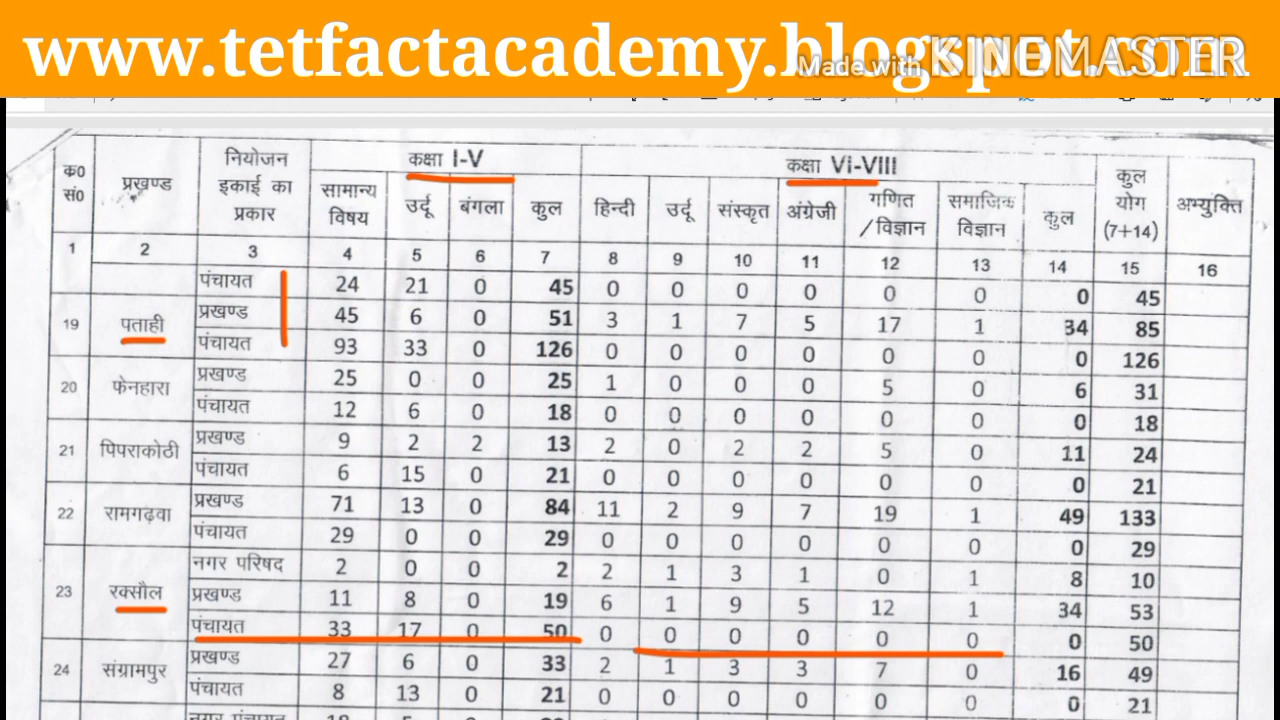 www.tetfactacademy.blogspot.com
Made with KINEMASTER
क0 सं0 प्रखण्ड नियोजन इकाई का प्रकार कक्षा I-V कक्षा Vi-VIII कुल योग (7+14) अभ्युक्ति
सामान्य विषय उर्दू बंगला कुल हिन्दी उर्दू संस्कृत अंग्रेजी गणित /विज्ञान समाजिक विज्ञान कुल
1 2 3 4 5 6 7 8 9 10 11 12 13 14 15 16
पंचायत 24 21 0 45 0 0 0 0 0 0 0 45
19 पताही प्रखण्ड 45 6 0 51 3 1 7 5 17 1 34 85
पंचायत 93 33 0 126 0 0 0 0 0 0 0 126
20 फेनहारा प्रखण्ड 25 0 0 25 1 0 0 0 5 0 6 31
पंचायत 12 6 0 18 0 0 0 0 0 0 0 18
21 पिपराकोठी प्रखण्ड 9 2 2 13 2 0 2 2 5 0 11 24
पंचायत 6 15 0 21 0 0 0 0 0 0 0 21
22 रामगढ़वा प्रखण्ड 71 13 0 84 11 2 9 7 19 1 49 133
पंचायत 29 0 0 29 0 0 0 0 0 0 0 29
23 रक्सौल नगर परिषद 2 0 0 2 2 1 3 1 0 1 8 10
प्रखण्ड 11 8 0 19 6 1 9 5 12 1 34 53
पंचायत 33 17 0 50 0 0 0 0 0 0 0 50
24 संग्रामपुर प्रखण्ड 27 6 0 33 2 1 3 3 7 0 16 49
पंचायत 8 13 0 21 0 0 0 0 0 0 0 21
नगर पंचायत